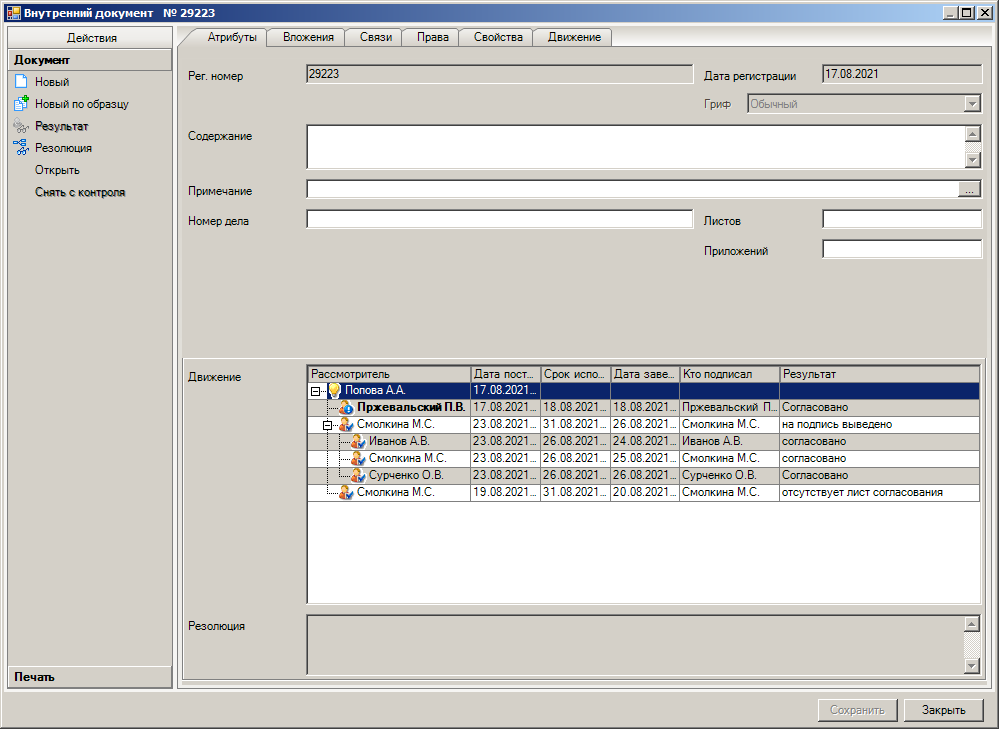 Внутренний документ № 29223
Действия
Документ
Новый
Новый по образцу
Результат
Резолюция
Открыть
Снять с контроля
Печать
Атрибуты Вложения Связи Права Свойства Движение
Рег. номер 29223 Дата регистрации 17.08.2021
Гриф Обычный
Содержание
Примечание ...
Номер дела Листов
Приложений
Движение
Рассмотритель Дата пост... Срок испо... Дата заве... Кто подписал Результат
Попова А.А. 17.08.2021...
Пржевальский П.В. 17.08.2021... 18.08.2021... 18.08.2021... Пржевальский П... Согласовано
Смолкина М.С. 23.08.2021... 31.08.2021... 26.08.2021... Смолкина М.С. на подпись выведено
Иванов А.В. 23.08.2021... 26.08.2021... 24.08.2021... Иванов А.В. согласовано
Смолкина М.С. 23.08.2021... 26.08.2021... 25.08.2021... Смолкина М.С. согласовано
Сурченко О.В. 23.08.2021... 26.08.2021... 26.08.2021... Сурченко О.В. Согласовано
Смолкина М.С. 19.08.2021... 31.08.2021... 20.08.2021... Смолкина М.С. отсутствует лист согласования
Резолюция
Сохранить Закрыть